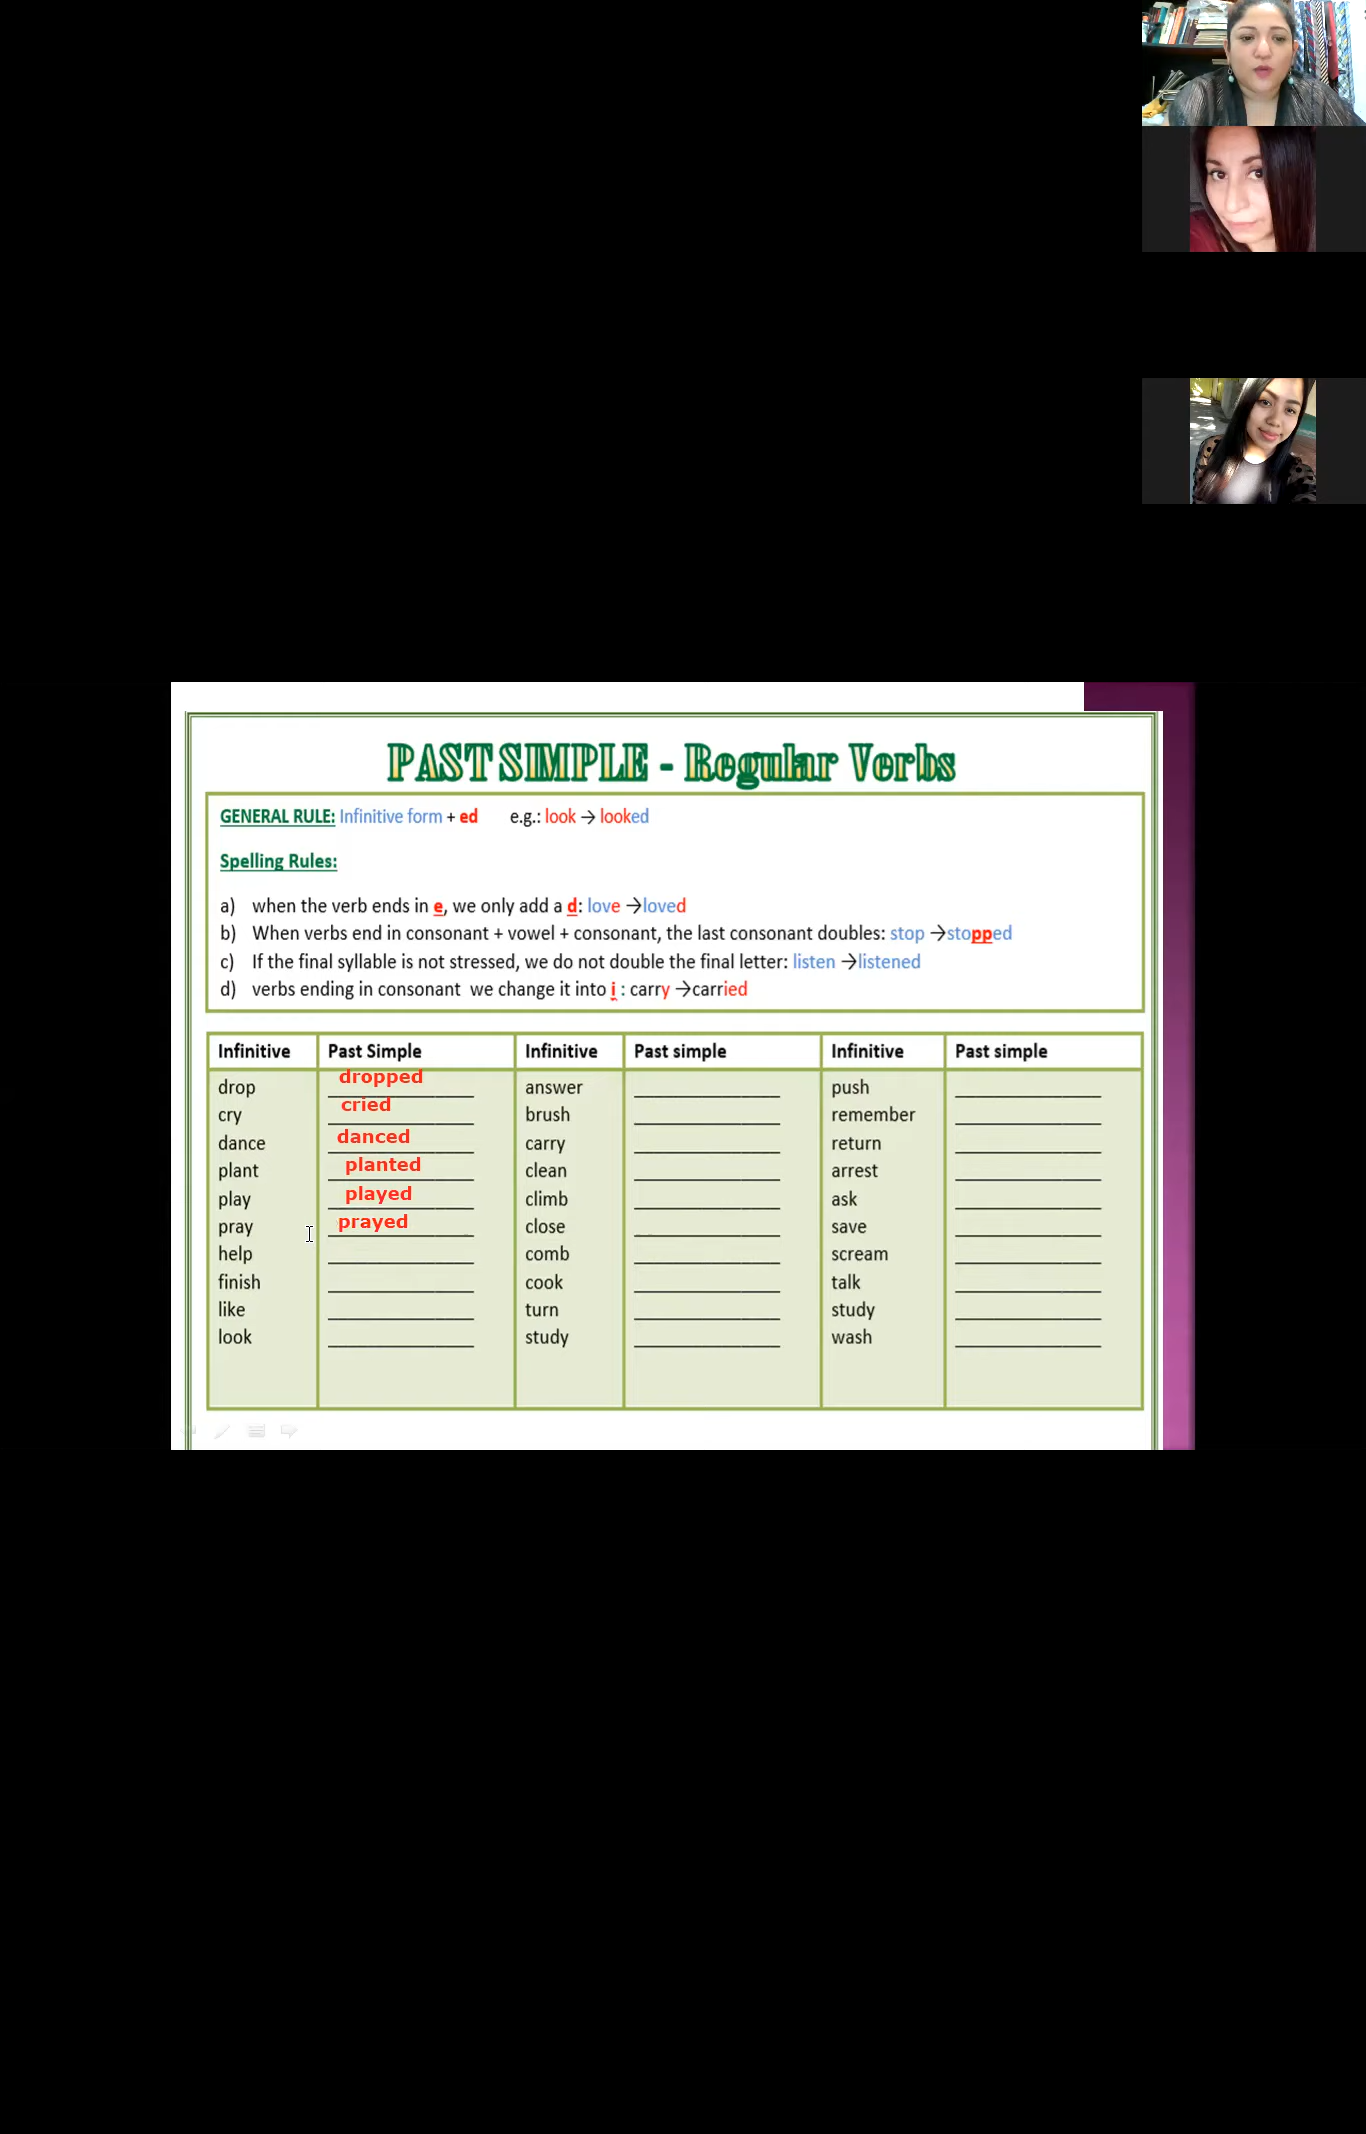 PAST SIMPLE - Regular Verbs
GENERAL RULE: Infinitive form + ed e.g.: look → looked
Spelling Rules:
a) when the verb ends in e, we only add a d: love →loved
b) When verbs end in consonant + vowel + consonant, the last consonant doubles: stop →stopped
c) If the final syllable is not stressed, we do not double the final letter: listen →listened
d) verbs ending in consonant we change it into i : carry →carried
Infinitive Past Simple Infinitive Past simple Infinitive Past simple
drop dropped answer push
cry cried brush remember
dance danced carry return
plant planted clean arrest
play played climb ask
pray prayed close save
help comb scream
finish cook talk
like turn study
look study wash